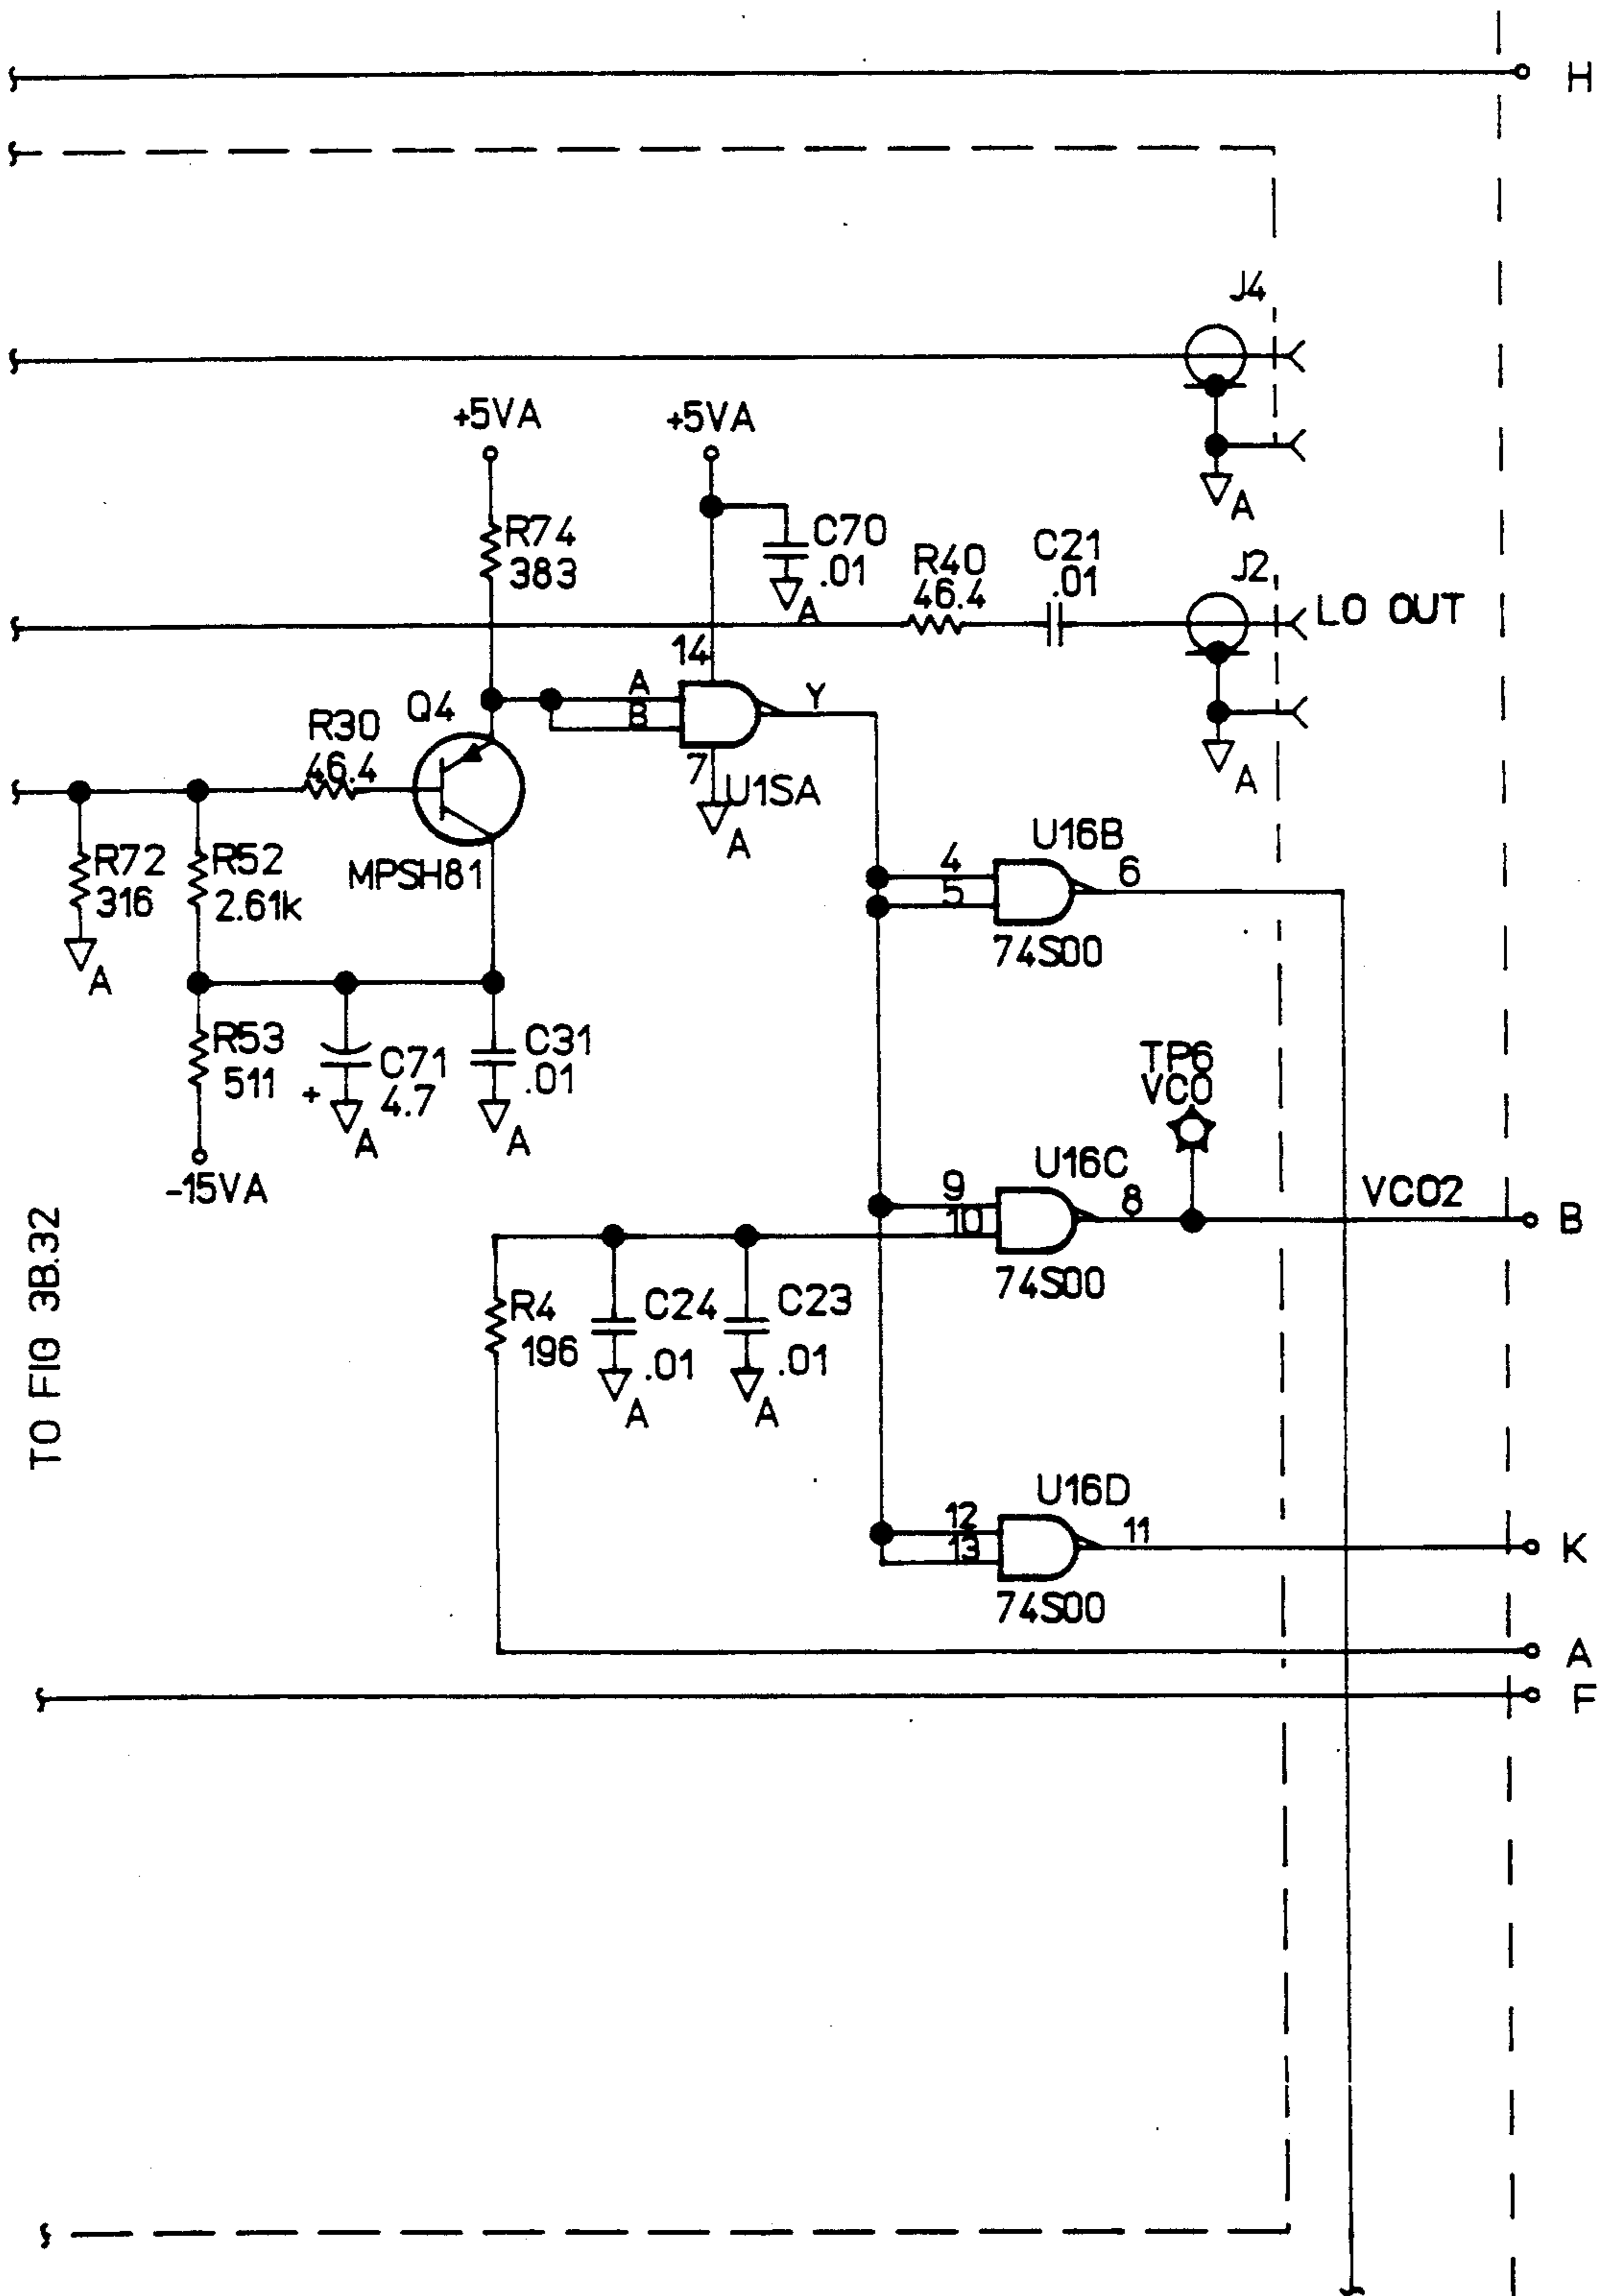 H
J4
+5VA
+5VA
A
R74
383
C70
.01
A
R40
46.4
C21
.01
J2
LO OUT
14
A
B
Y
Q4
R30
46.4
7
U1SA
A
A
MPSH81
R72
316
A
R52
2.61k
U16B
4
5
6
74S00
R53
511
-15VA
+
C71
4.7
A
C31
.01
A
TP6
VCO
U16C
9
10
8
74S00
VCO2
B
TO FIG 3B.32
R4
196
C24
.01
A
C23
.01
A
U16D
12
13
11
74S00
K
A
F